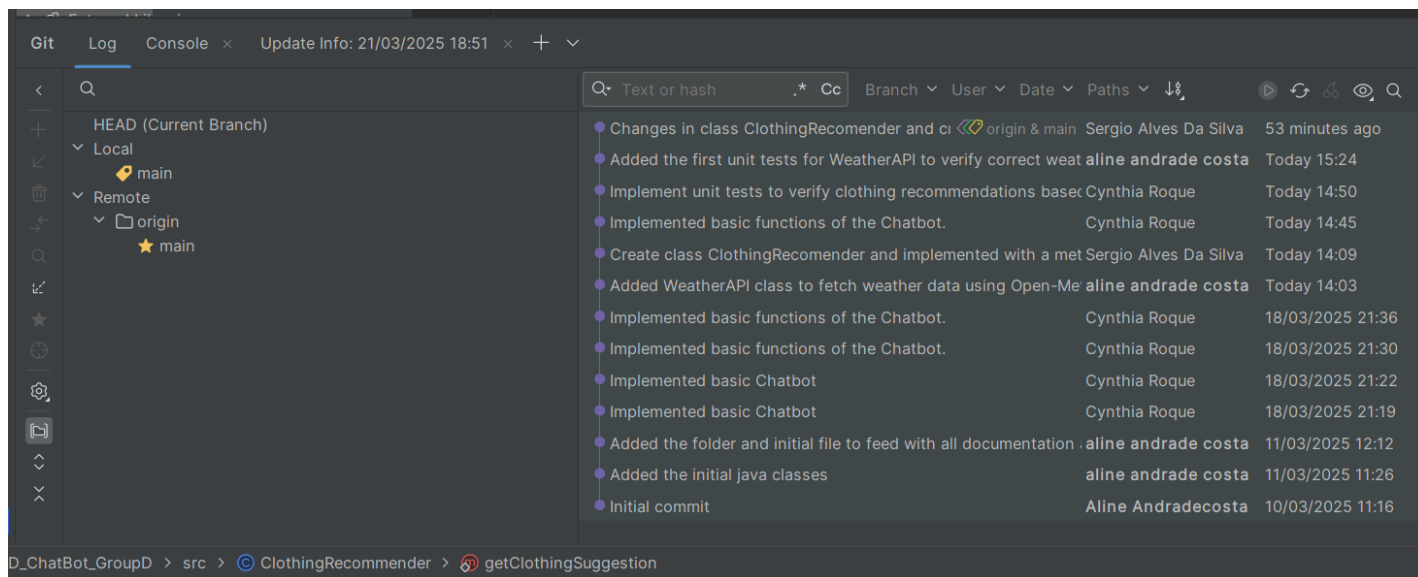 Git Log Console × Update Info: 21/03/2025 18:51 ×
Text or hash .* Cc Branch User Date Paths
HEAD (Current Branch)
Local
main
Remote
origin
main
Changes in class ClothingRecomender and origin & main Sergio Alves Da Silva 53 minutes ago
Added the first unit tests for WeatherAPI to verify correct weat aline andrade costa Today 15:24
Implement unit tests to verify clothing recommendations based Cynthia Roque Today 14:50
Implemented basic functions of the Chatbot. Cynthia Roque Today 14:45
Create class ClothingRecomender and implemented with a met Sergio Alves Da Silva Today 14:09
Added WeatherAPI class to fetch weather data using Open-Me aline andrade costa Today 14:03
Implemented basic functions of the Chatbot. Cynthia Roque 18/03/2025 21:36
Implemented basic functions of the Chatbot. Cynthia Roque 18/03/2025 21:30
Implemented basic Chatbot Cynthia Roque 18/03/2025 21:22
Implemented basic Chatbot Cynthia Roque 18/03/2025 21:19
Added the folder and initial file to feed with all documentation aline andrade costa 11/03/2025 12:12
Added the initial java classes aline andrade costa 11/03/2025 11:26
Initial commit Aline Andradecosta 10/03/2025 11:16
D_ChatBot_GroupD > src > ClothingRecommender > getClothingSuggestion